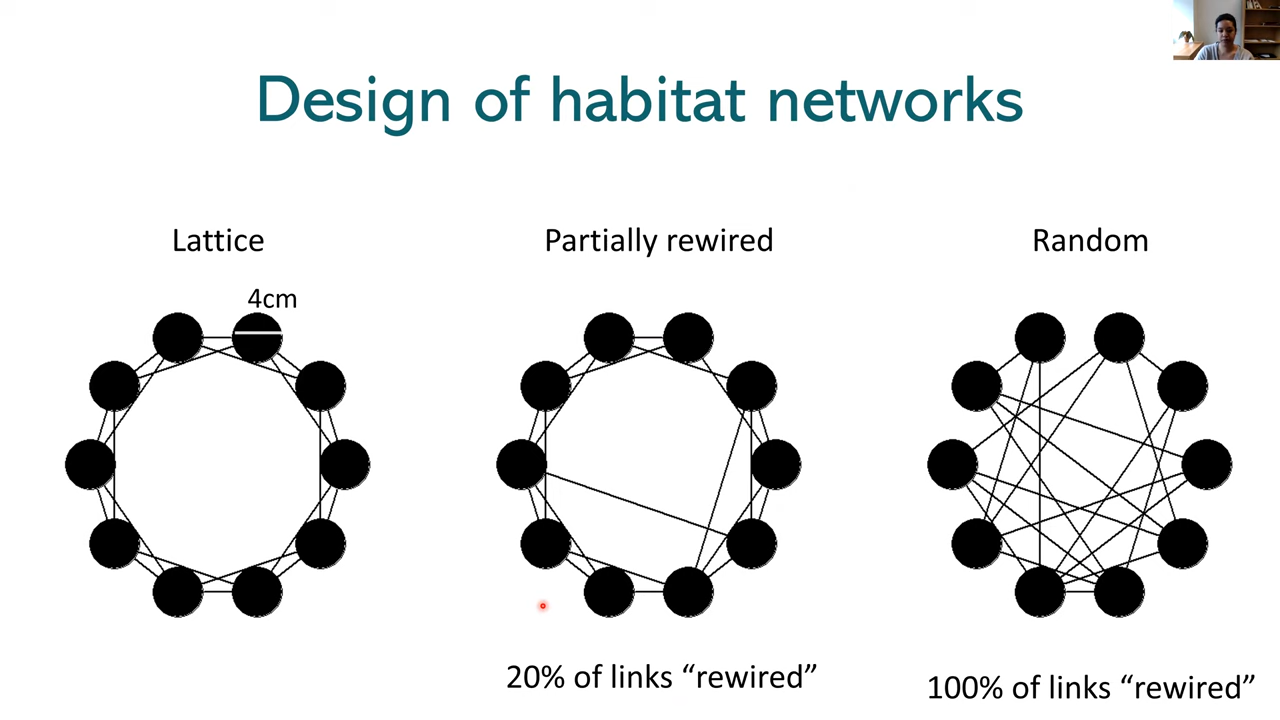 Design of habitat networks
Lattice
Partially rewired
Random
4cm
20% of links “rewired”
100% of links “rewired”